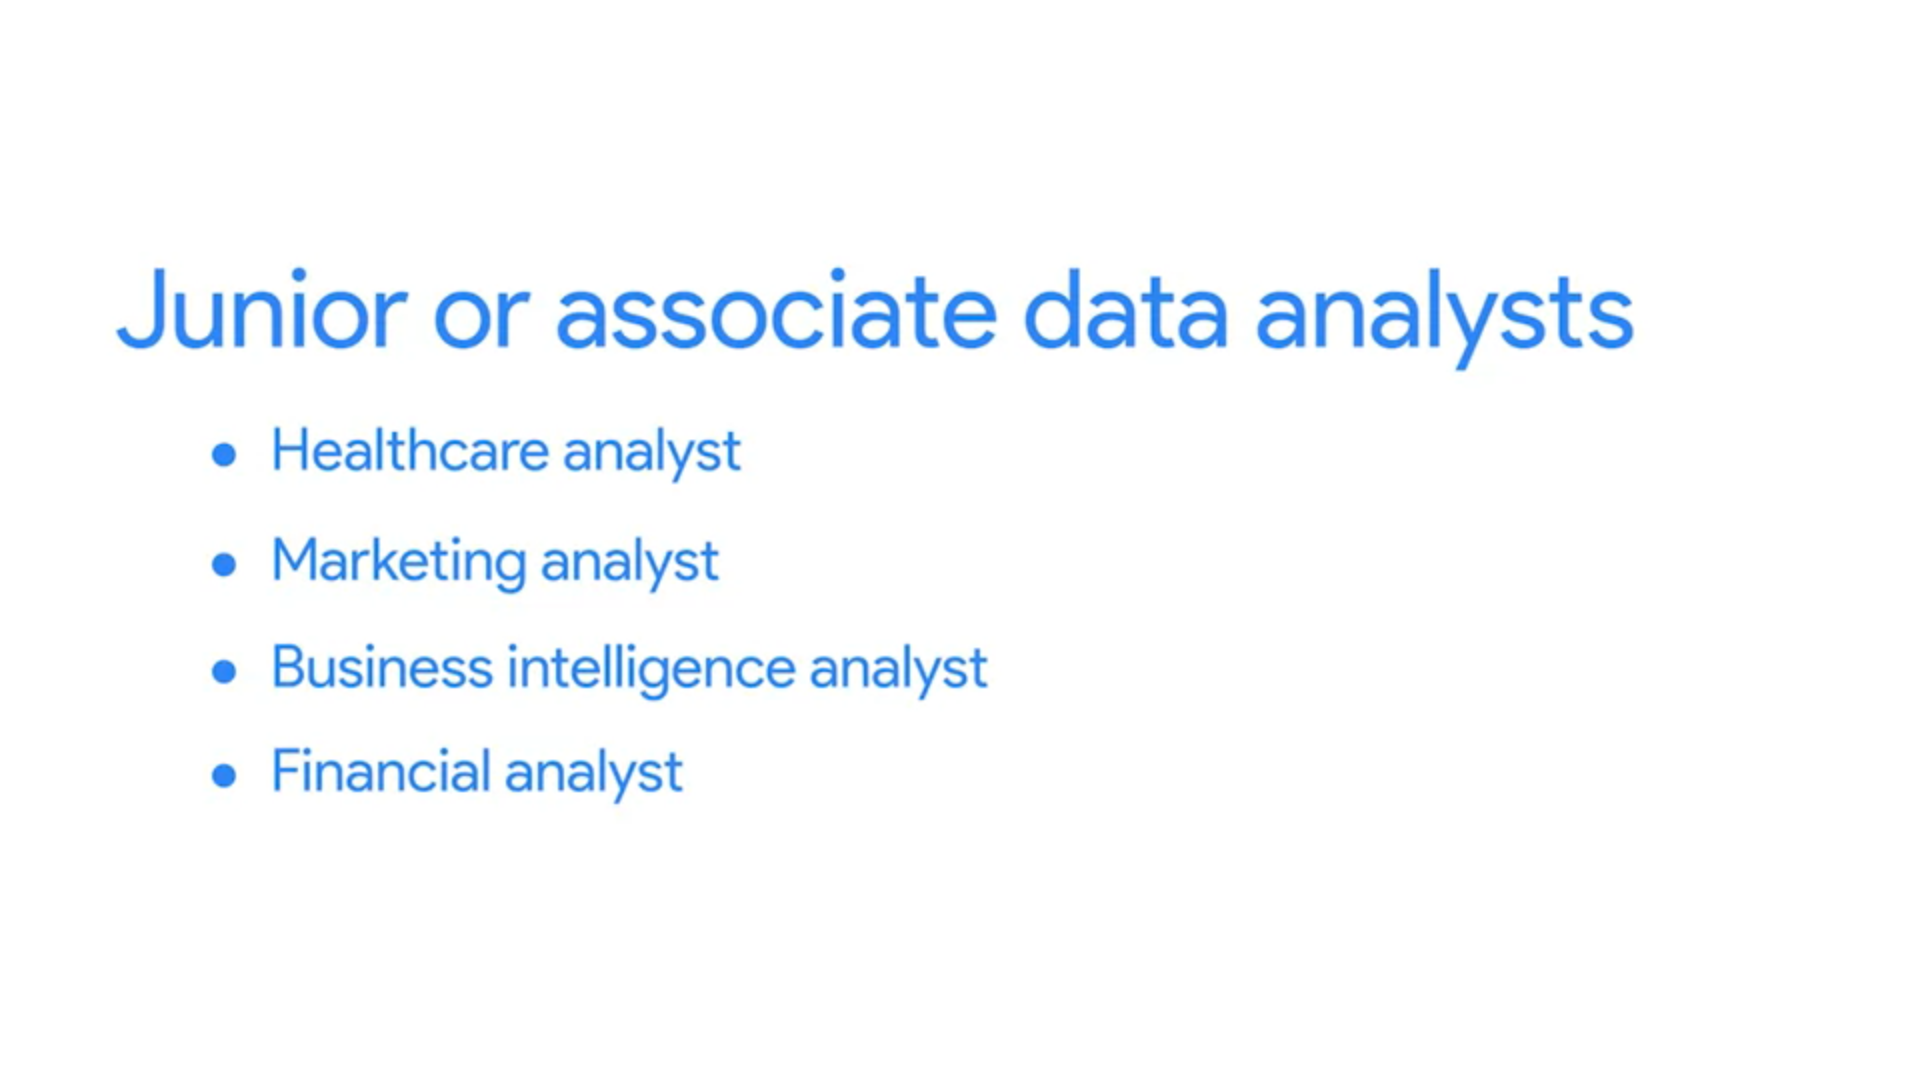 Junior or associate data analysts
● Healthcare analyst
● Marketing analyst
● Business intelligence analyst
● Financial analyst